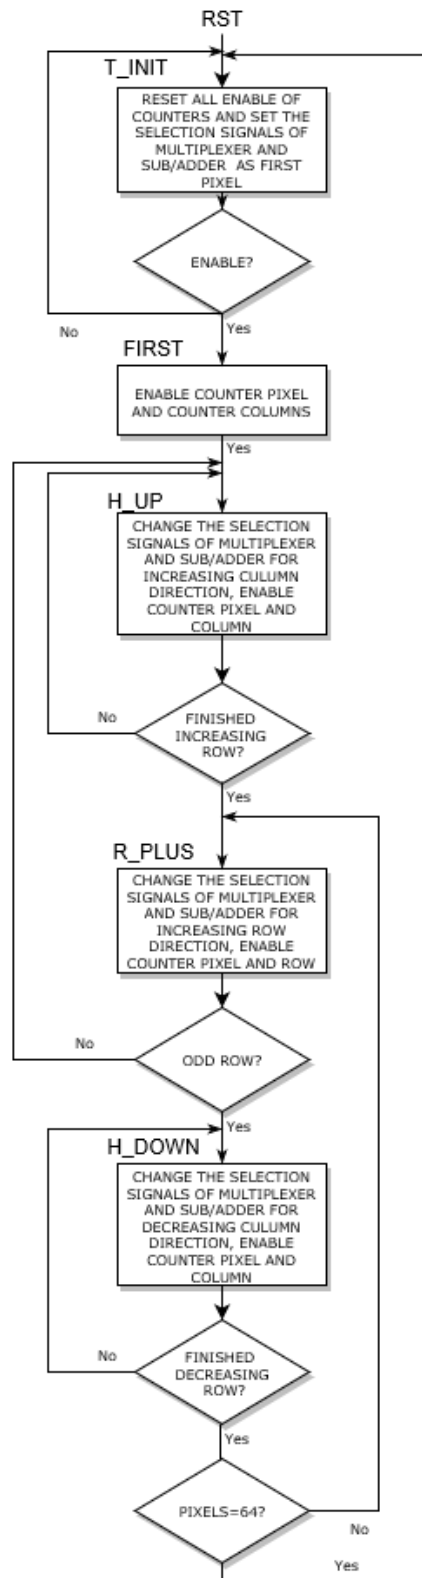 RST
T_INIT
RESET ALL ENABLE OF
COUNTERS AND SET THE
SELECTION SIGNALS OF
MULTIPLEXER AND
SUB/ADDER AS FIRST
PIXEL
ENABLE?
No
Yes
FIRST
ENABLE COUNTER PIXEL
AND COUNTER COLUMNS
Yes
H_UP
CHANGE THE SELECTION
SIGNALS OF MULTIPLEXER
AND SUB/ADDER FOR
INCREASING CULUMN
DIRECTION, ENABLE
COUNTER PIXEL AND
COLUMN
No
FINISHED
INCREASING
ROW?
Yes
R_PLUS
CHANGE THE SELECTION
SIGNALS OF MULTIPLEXER
AND SUB/ADDER FOR
INCREASING ROW
DIRECTION, ENABLE
COUNTER PIXEL AND ROW
No
ODD ROW?
Yes
H_DOWN
CHANGE THE SELECTION
SIGNALS OF MULTIPLEXER
AND SUB/ADDER FOR
DECREASING CULUMN
DIRECTION, ENABLE
COUNTER PIXEL AND
COLUMN
No
FINISHED
DECREASING
ROW?
Yes
PIXELS=64?
No
Yes